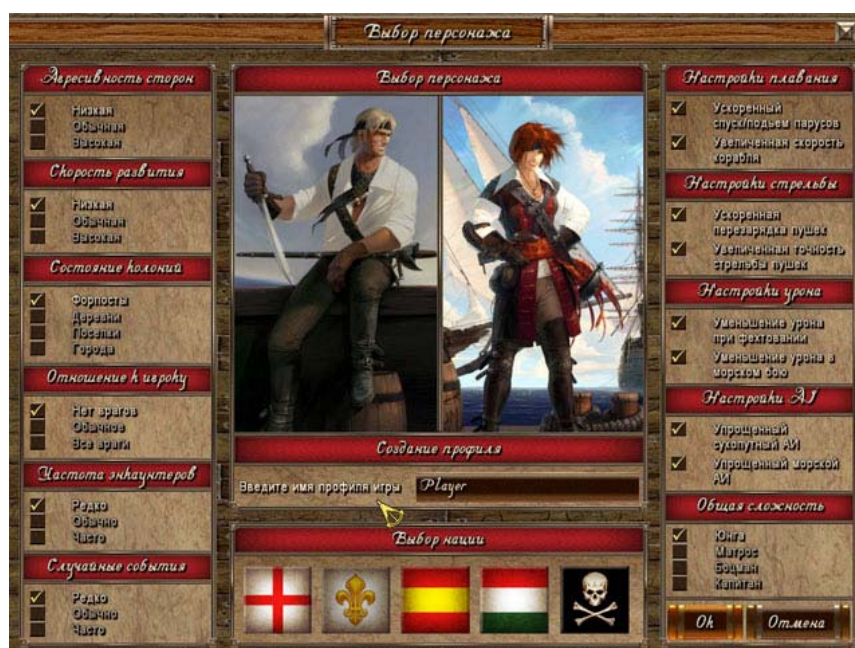 Выбор персонажа
Агресивность сторон
Низкая
Обычная
Высокая
Скорость развития
Низкая
Обычная
Высокая
Состояние колоний
Форпосты
Деревни
Поселки
Города
Отношение к игроку
Нет врагов
Обычное
Все враги
Частота энкаунтеров
Редко
Обычно
Часто
Случайные события
Редко
Обычно
Часто
Выбор персонажа
Создание профиля
Введите имя профиля игры
Player
Выбор нации
Настройки плавания
Ускоренный
спуск/подьем парусов
Увеличенная скорость
корабля
Настройки стрельбы
Ускоренная
перезарядка пушек
Увеличенная точность
стрельбы пушек
Настройки урона
Уменьшение урона
при фехтовании
Уменьшение урона в
морском бою
Настройки AI
Упрощенный
сухопутный АИ
Упрощенный морской
АИ
Общая сложность
Юнга
Матрос
Боцман
Капитан
Ok
Отмена